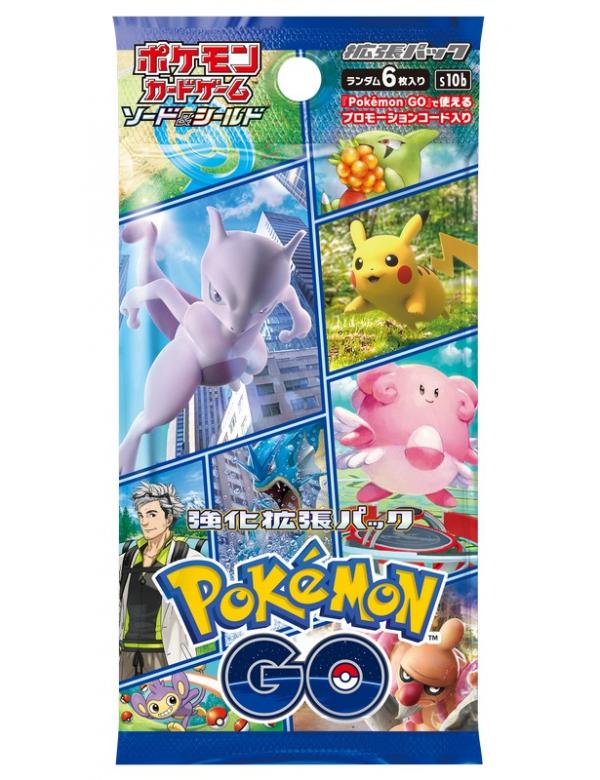 ポケモン
カードゲーム
ソード&シールド
拡張パック
ランダム6枚入り s10b
『Pokémon GO』で使える
プロモーションコード入り
強化拡張パック
POKéMON
TM
GO